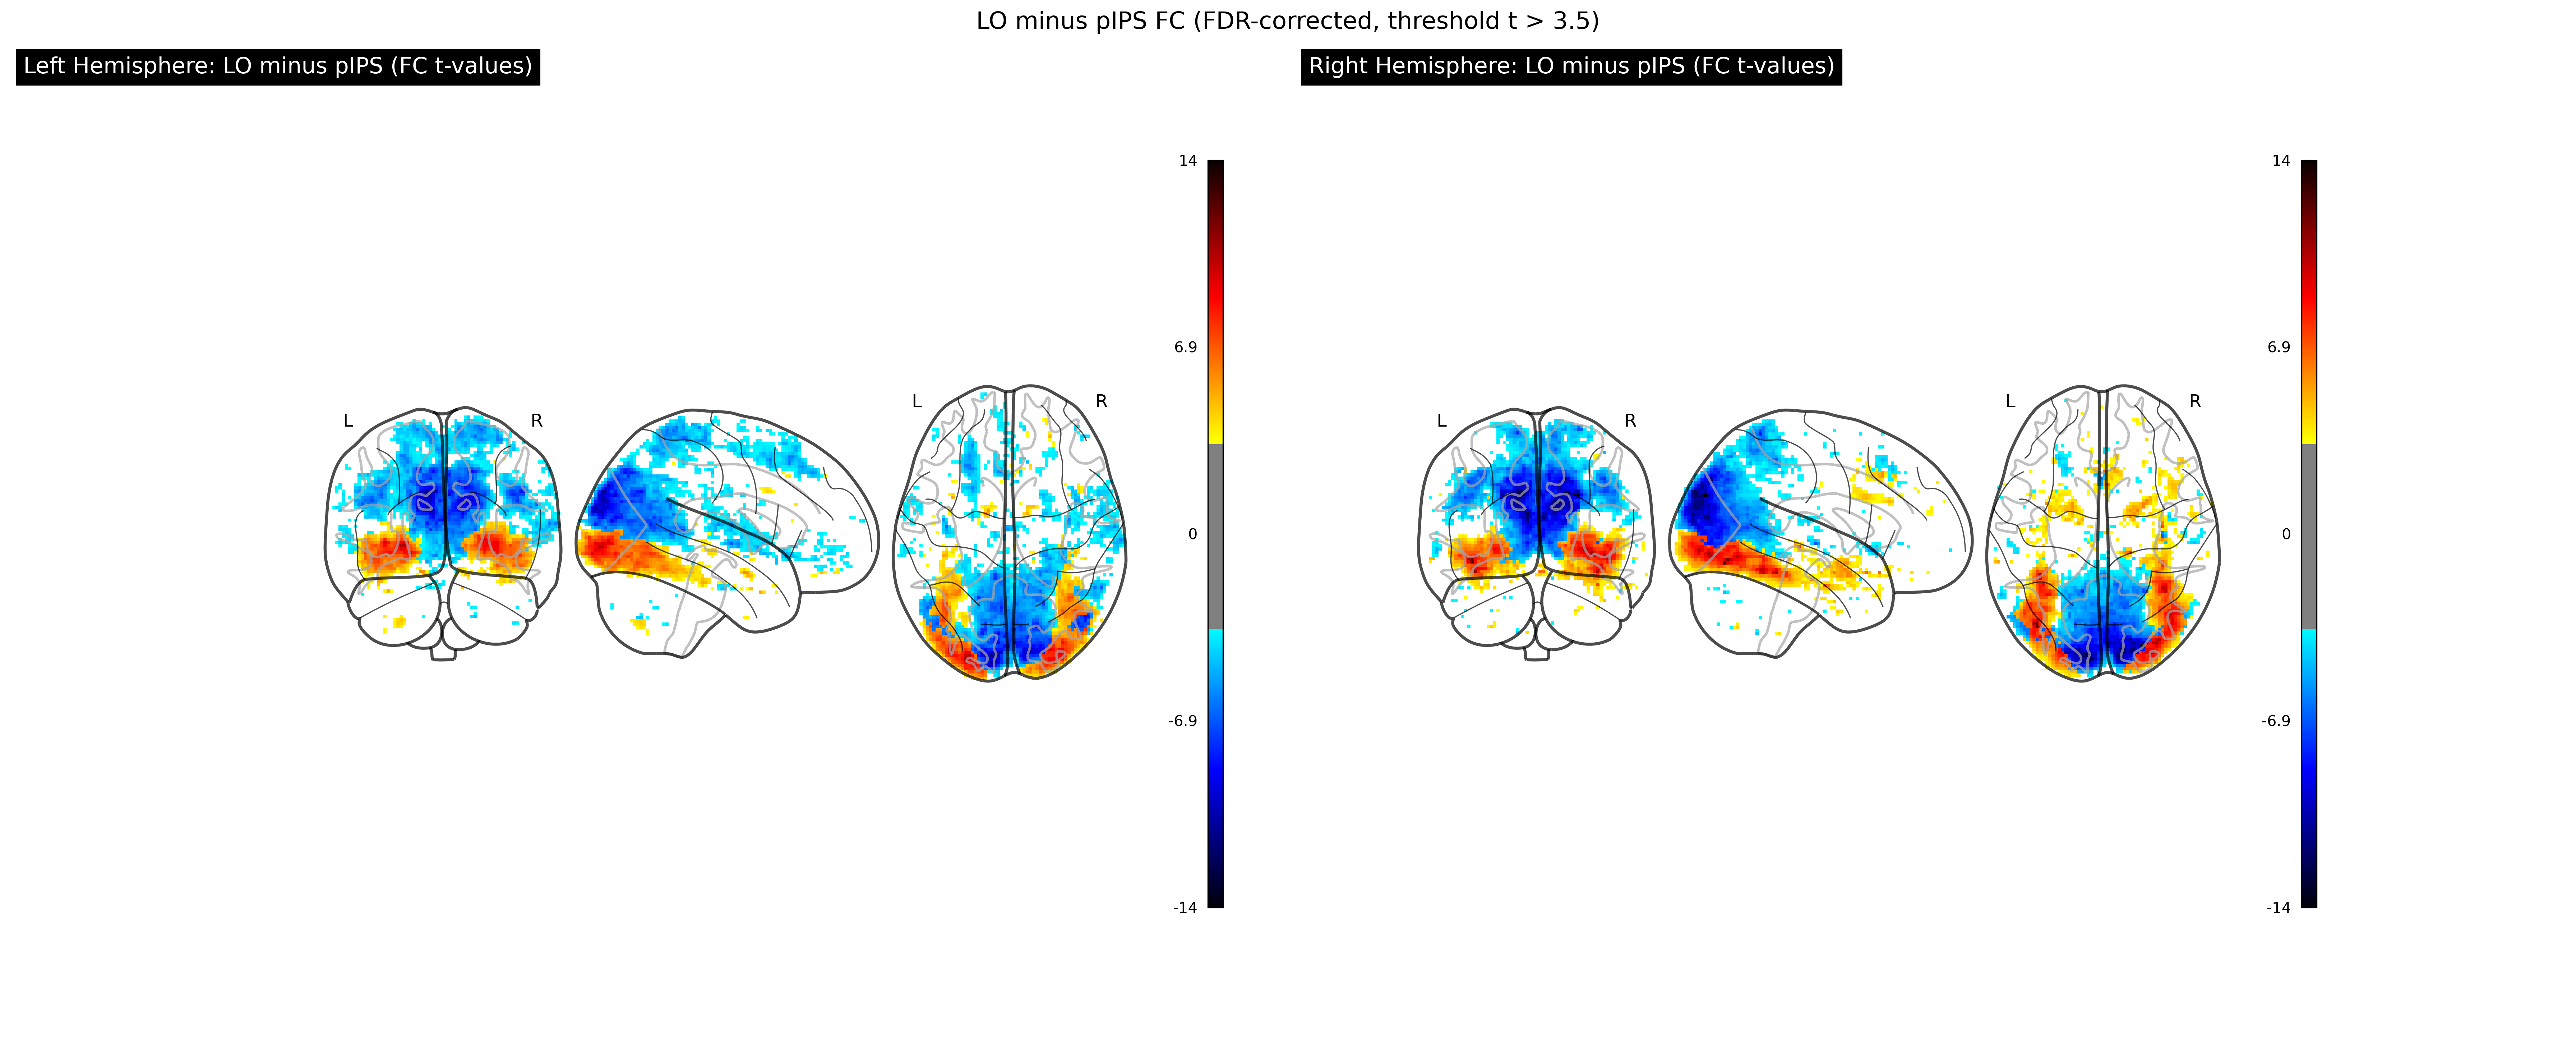 LO minus pIPS FC (FDR-corrected, threshold t > 3.5)
Left Hemisphere: LO minus pIPS (FC t-values)
L
R
L
R
14
6.9
0
-6.9
-14
Right Hemisphere: LO minus pIPS (FC t-values)
L
R
L
R
14
6.9
0
-6.9
-14